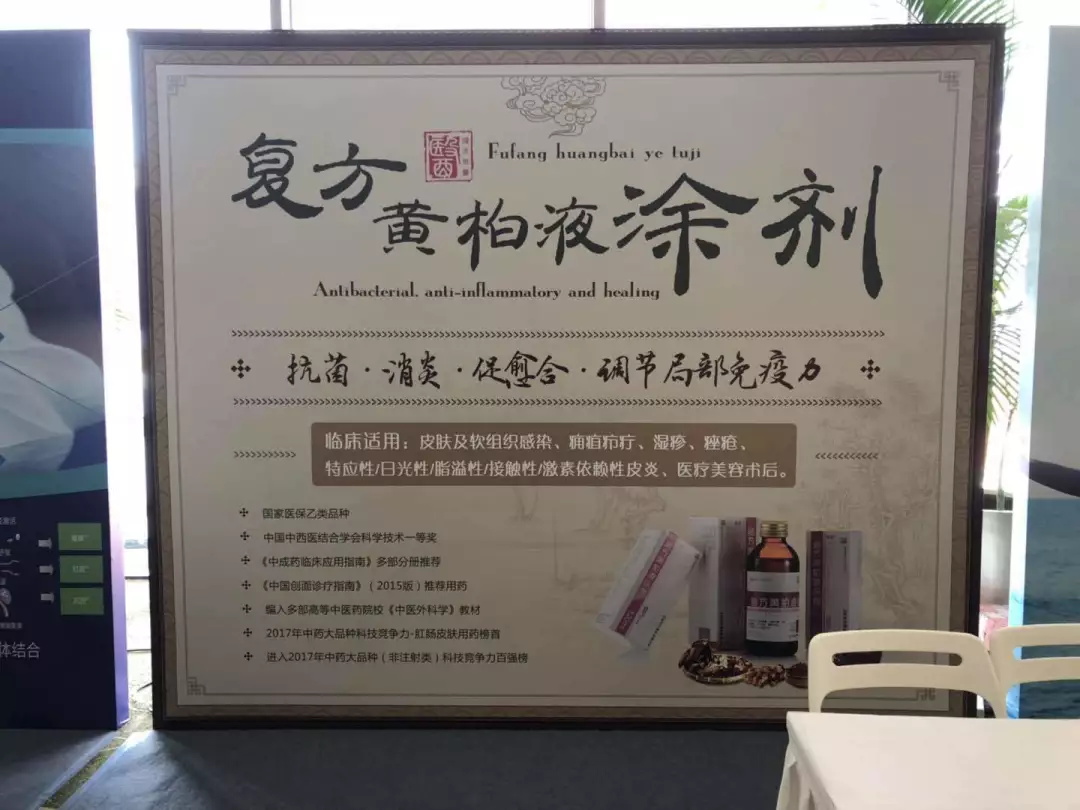 Fufang huangbai ye tuji
复方
黄柏液涂剂
Antibacterial, anti-inflammatory and healing
抗菌·消炎·促愈合·调节局部免疫力
临床适用：皮肤及软组织感染、痈疽疖疔、湿疹、痤疮、
特应性/日光性/脂溢性/接触性/激素依赖性皮炎、医疗美容术后。
国家医保乙类品种
中国中西医结合学会科学技术一等奖
《中成药临床应用指南》多部分册推荐
《中国创面诊疗指南》（2015版）推荐用药
编入多部高等中医药院校《中医外科学》教材
2017年中药大品种科技竞争力-肛肠皮肤用药榜首
进入2017年中药大品种（非注射类）科技竞争力百强榜
体结合